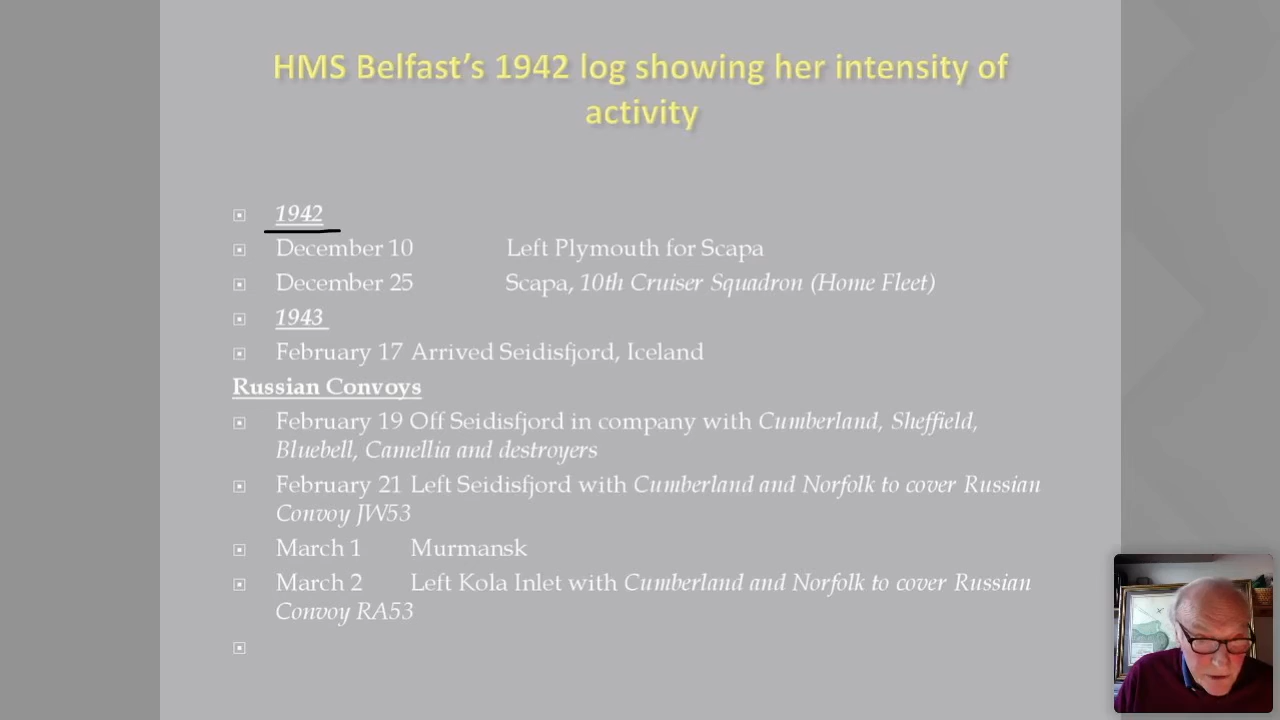 HMS Belfast's 1942 log showing her intensity of
activity
1942
December 10 Left Plymouth for Scapa
December 25 Scapa, 10th Cruiser Squadron (Home Fleet)
1943
February 17 Arrived Seidisfjord, Iceland
Russian Convoys
February 19 Off Seidisfjord in company with Cumberland, Sheffield,
Bluebell, Camellia and destroyers
February 21 Left Seidisfjord with Cumberland and Norfolk to cover Russian
Convoy JW53
March 1 Murmansk
March 2 Left Kola Inlet with Cumberland and Norfolk to cover Russian
Convoy RA53